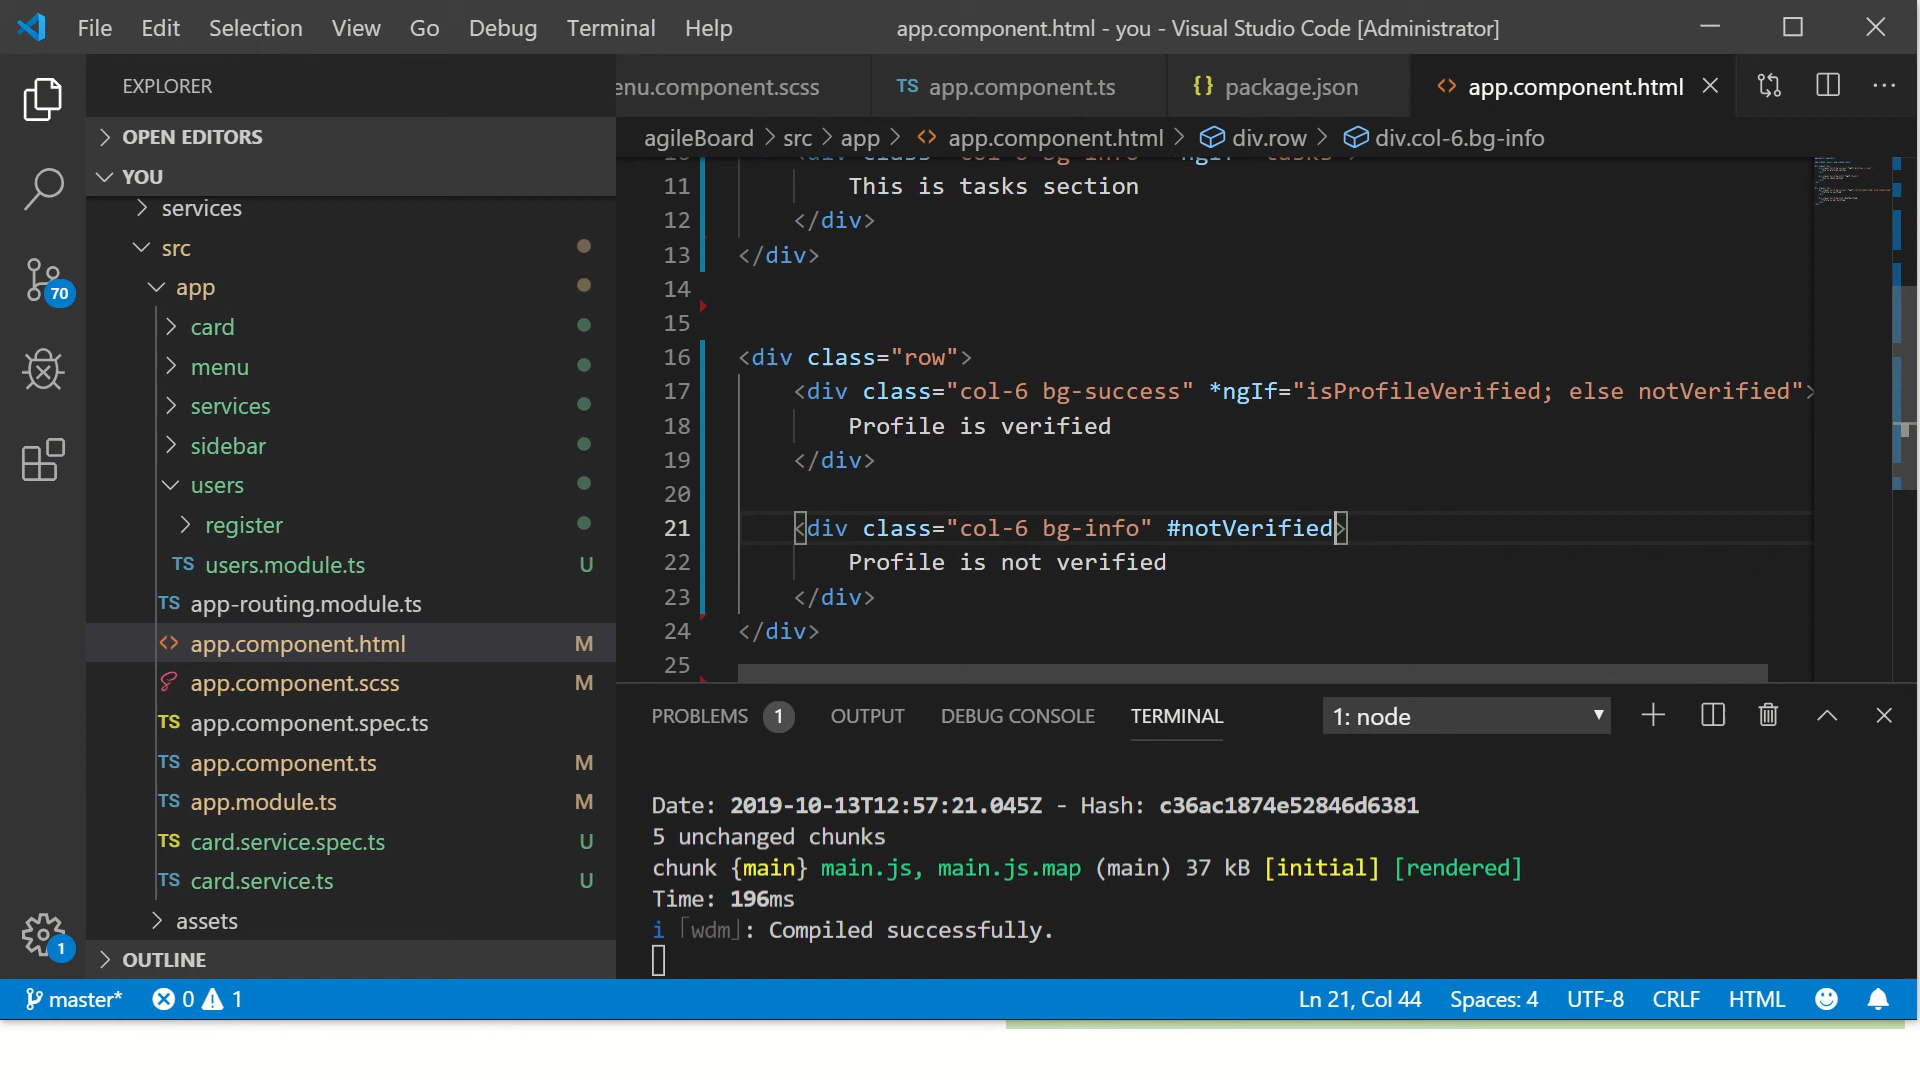 File Edit Selection View Go Debug Terminal Help app.component.html - you - Visual Studio Code [Administrator]
EXPLORER
enu.component.scss TS app.component.ts {} package.json <> app.component.html
OPEN EDITORS
YOU
agileBoard > src > app > <> app.component.html > div.row > div.col-6.bg-info
services
src
app
card
menu
services
sidebar
users
register
TS users.module.ts U
TS app-routing.module.ts
<> app.component.html M
app.component.scss M
TS app.component.spec.ts
TS app.component.ts M
TS app.module.ts M
TS card.service.spec.ts U
TS card.service.ts U
assets
OUTLINE
70
1
11 This is tasks section
12 </div>
13 </div>
14
15
16 <div class="row">
17 <div class="col-6 bg-success" *ngIf="isProfileVerified; else notVerified">
18 Profile is verified
19 </div>
20
21 <div class="col-6 bg-info" #notVerified>
22 Profile is not verified
23 </div>
24 </div>
25
PROBLEMS 1 OUTPUT DEBUG CONSOLE TERMINAL 1: node
Date: 2019-10-13T12:57:21.045Z - Hash: c36ac1874e52846d6381
5 unchanged chunks
chunk {main} main.js, main.js.map (main) 37 kB [initial] [rendered]
Time: 196ms
i ｢wdm｣: Compiled successfully.
master* 0 1 Ln 21, Col 44 Spaces: 4 UTF-8 CRLF HTML